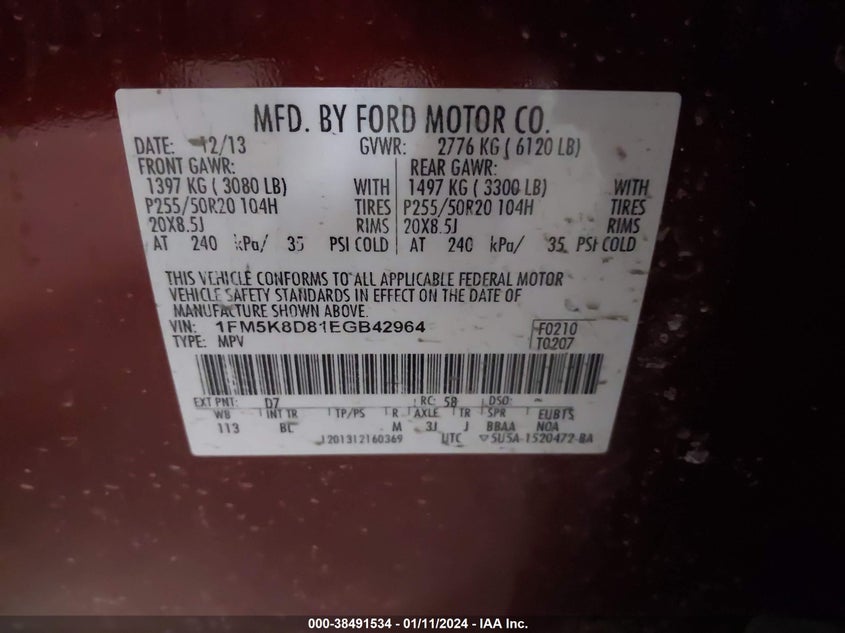 MFD. BY FORD MOTOR CO.
DATE: 12/13 GVWR: 2776 KG ( 6120 LB)
FRONT GAWR: REAR GAWR:
1397 KG ( 3080 LB) WITH 1497 KG ( 3300 LB) WITH
P255/50R20 104H TIRES P255/50R20 104H TIRES
20X8.5J RIMS 20X8.5J RIMS
AT 240 kPa/ 35 PSI COLD AT 240 kPa/ 35 PSI COLD
THIS VEHICLE CONFORMS TO ALL APPLICABLE FEDERAL MOTOR
VEHICLE SAFETY STANDARDS IN EFFECT ON THE DATE OF
MANUFACTURE SHOWN ABOVE.
VIN: 1FM5K8D81EGB42964 F0210
TYPE: MPV T0207
EXT PNT: D7 RC: 58 DSO:
WB INT TR TP/PS R AXLE TR SPR EUBTS
113 BL M 3J J BBAA N0A
J201312160369 UTC ▽5U5A-1520472-BA
000-38491534 - 01/11/2024 - IAA Inc.